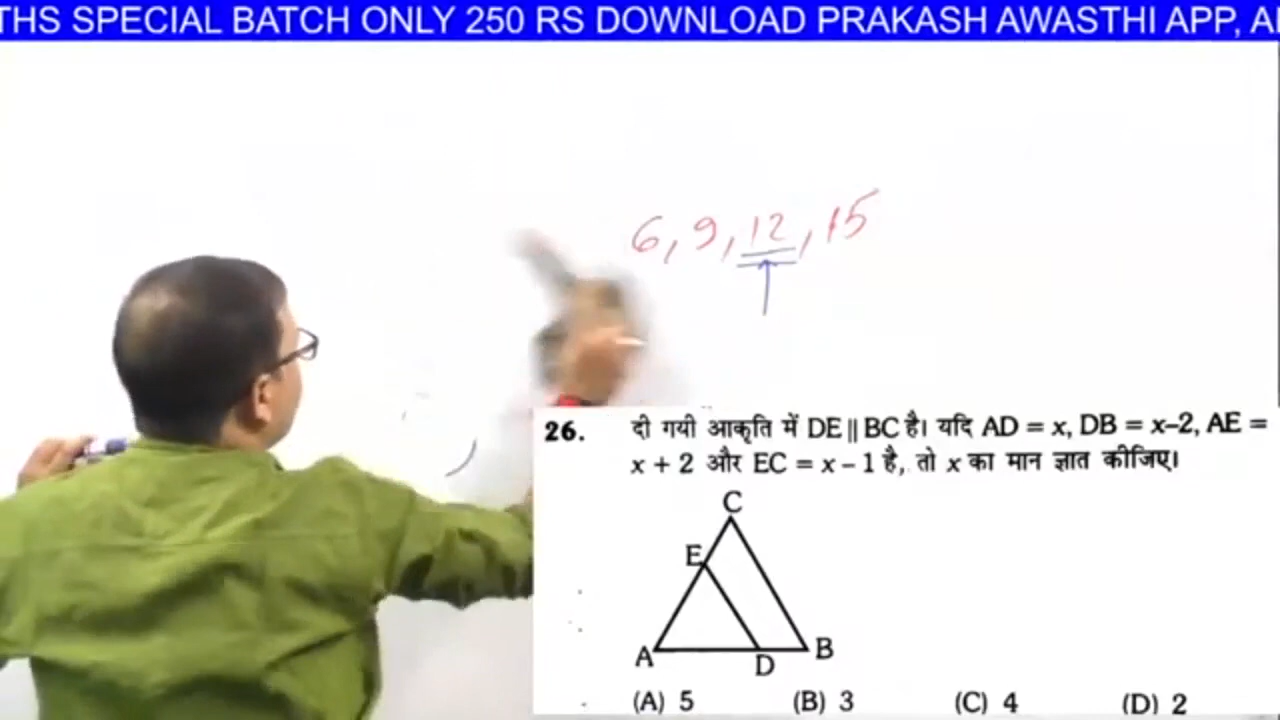 THS SPECIAL BATCH ONLY 250 RS DOWNLOAD PRAKASH AWASTHI APP, A
6, 9, 12, 15
26. दी गयी आकृति में DE || BC है। यदि AD = x, DB = x–2, AE =
x + 2 और EC = x – 1 है, तो x का मान ज्ञात कीजिए।
C
E
A
D
B
(A) 5 (B) 3 (C) 4 (D) 2